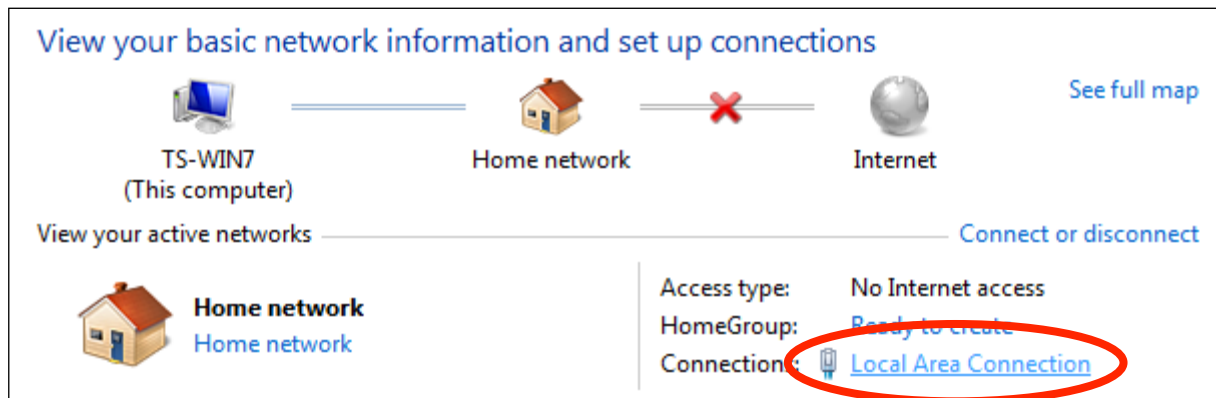 View your basic network information and set up connections
See full map
TS-WIN7
(This computer)
Home network
Internet
View your active networks
Connect or disconnect
Home network
Home network
Access type: No Internet access
HomeGroup: Ready to create
Connections: Local Area Connection